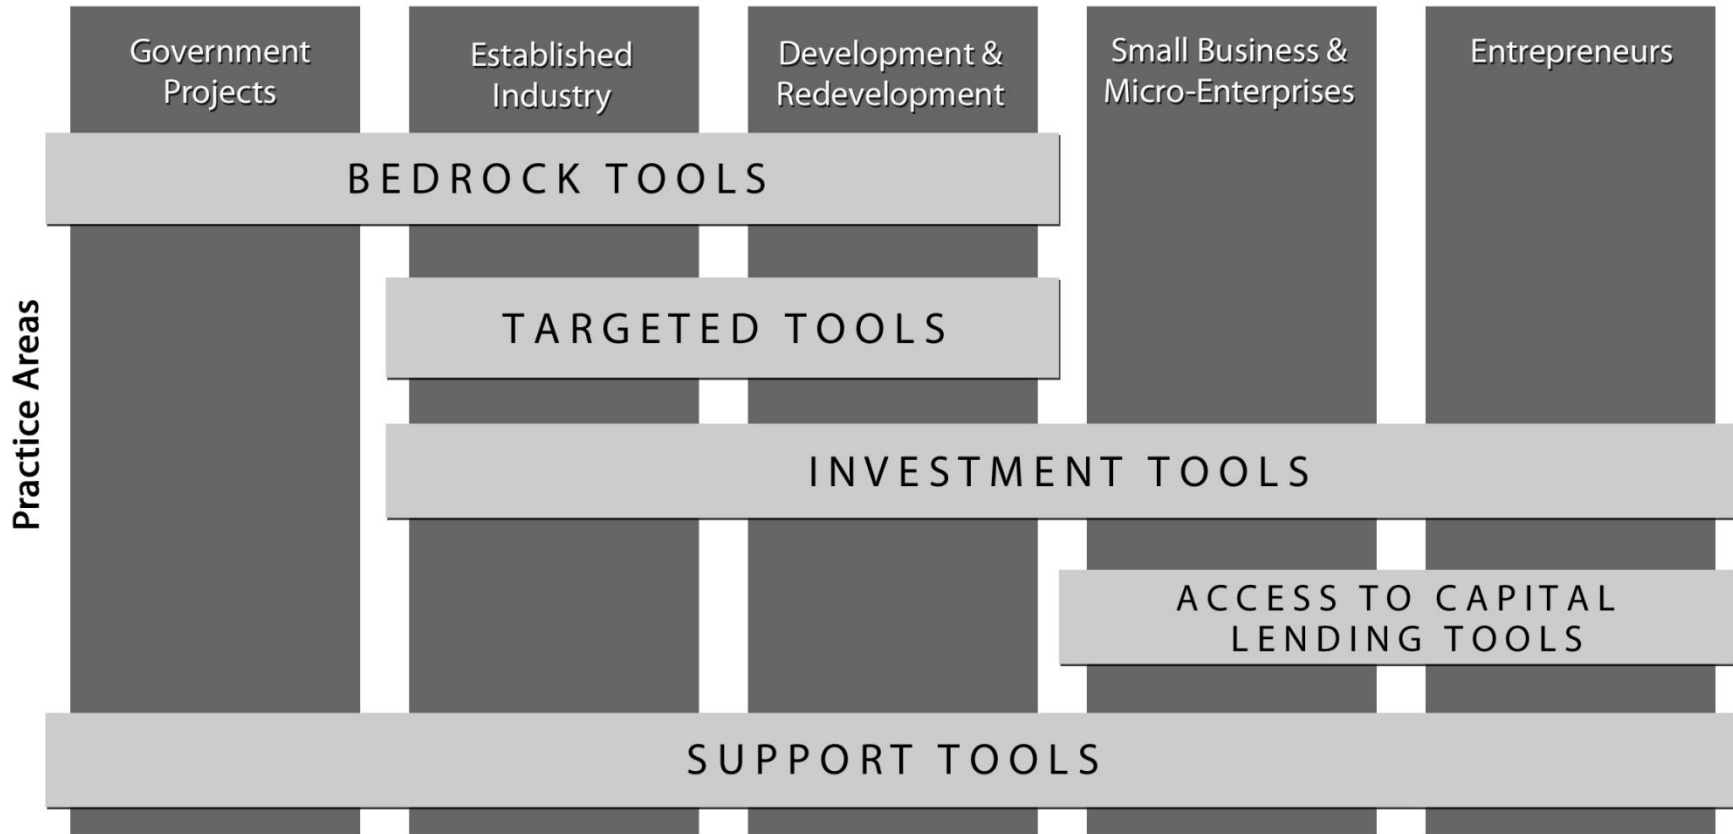 Government
Projects
Established
Industry
Development &
Redevelopment
Small Business &
Micro-Enterprises
Entrepreneurs
BEDROCK TOOLS
TARGETED TOOLS
Practice Areas
INVESTMENT TOOLS
ACCESS TO CAPITAL
LENDING TOOLS
SUPPORT TOOLS